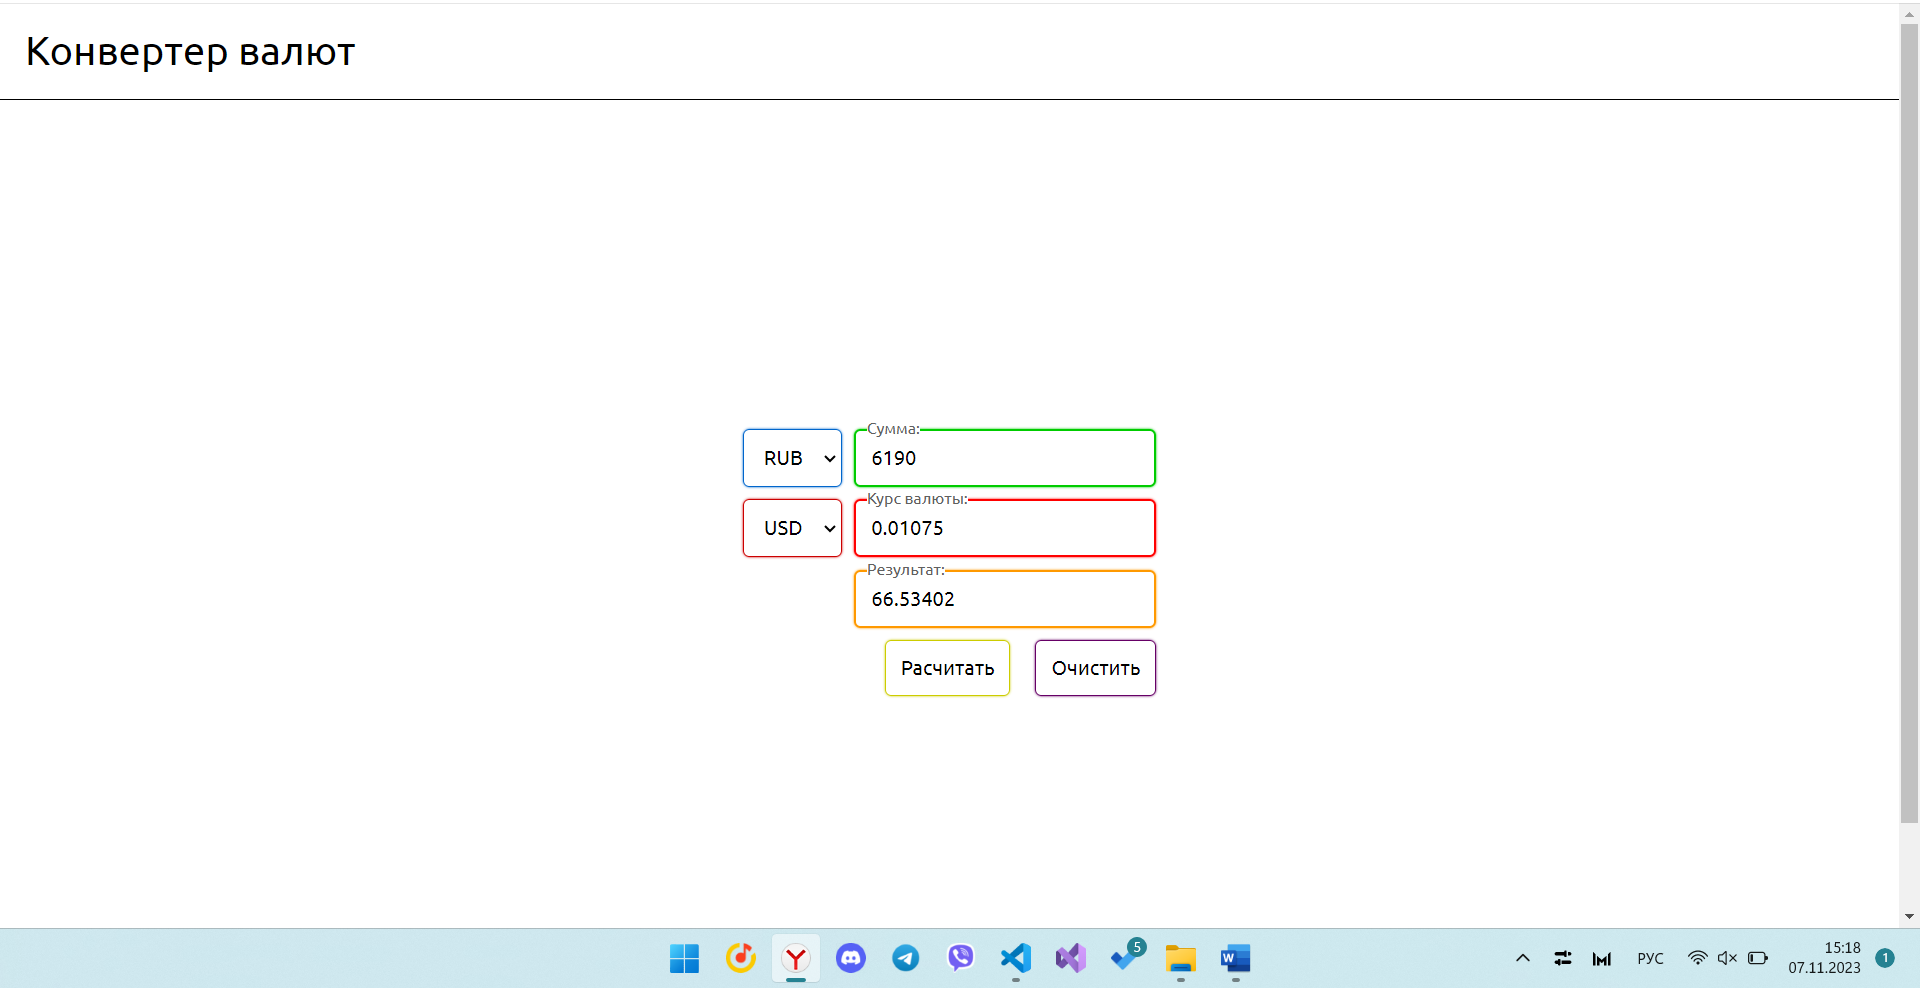 Конвертер валют
RUB
Сумма:
6190
USD
Курс валюты:
0.01075
Результат:
66.53402
Расчитать
Очистить
5
W
РУС
15:18
07.11.2023
1